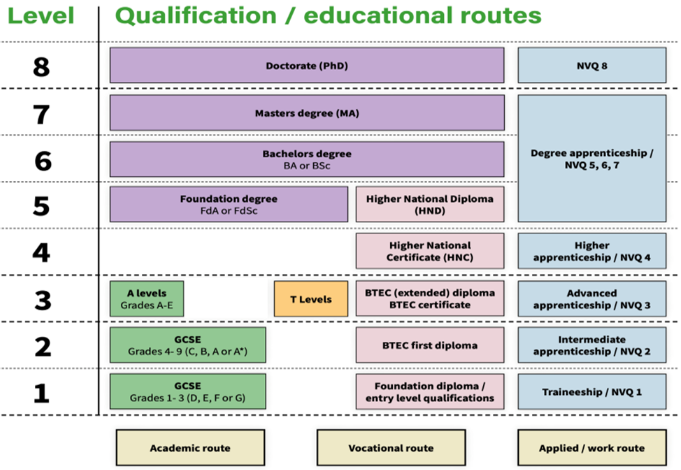 Level Qualification / educational routes
8 Doctorate (PhD) NVQ 8
7 Masters degree (MA)
6 Bachelors degree
BA or BSc
Degree apprenticeship /
NVQ 5, 6, 7
5 Foundation degree
FdA or FdSc
Higher National Diploma
(HND)
4 Higher National
Certificate (HNC)
Higher
apprenticeship / NVQ 4
3 A levels
Grades A-E
T Levels
BTEC (extended) diploma
BTEC certificate
Advanced
apprenticeship / NVQ 3
2 GCSE
Grades 4- 9 (C, B, A or A*)
BTEC first diploma
Intermediate
apprenticeship / NVQ 2
1 GCSE
Grades 1- 3 (D, E, F or G)
Foundation diploma /
entry level qualifications
Traineeship / NVQ 1
Academic route Vocational route Applied / work route